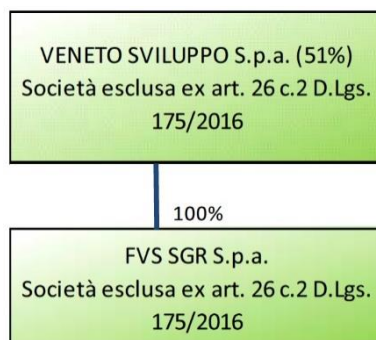 VENETO SVILUPPO S.p.a. (51%)
Società esclusa ex art. 26 c.2 D.Lgs.
175/2016
100%
FVS SGR S.p.a.
Società esclusa ex art. 26 c.2 D.Lgs.
175/2016